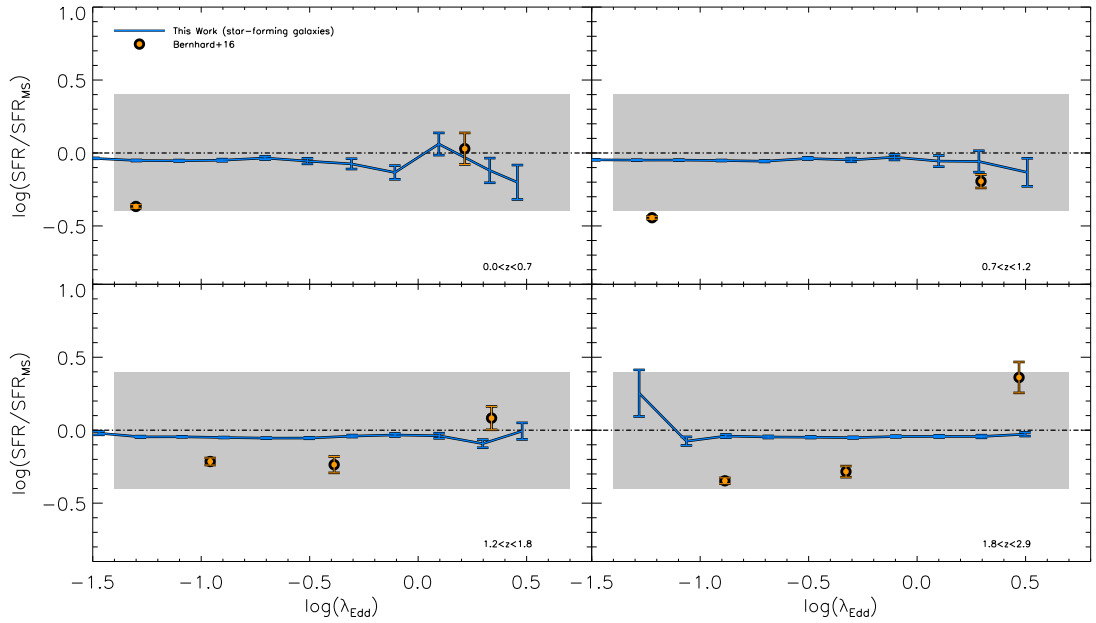 1.0
0.5
0.0
−0.5
log(SFR/SFR_MS)
This Work (star-forming galaxies)
Bernhard+16
0.0<z<0.7
0.7<z<1.2
1.0
0.5
0.0
−0.5
log(SFR/SFR_MS)
1.2<z<1.8
1.8<z<2.9
−1.5 −1.0 −0.5 0.0 0.5 −1.5 −1.0 −0.5 0.0 0.5
log(λ_Edd) log(λ_Edd)